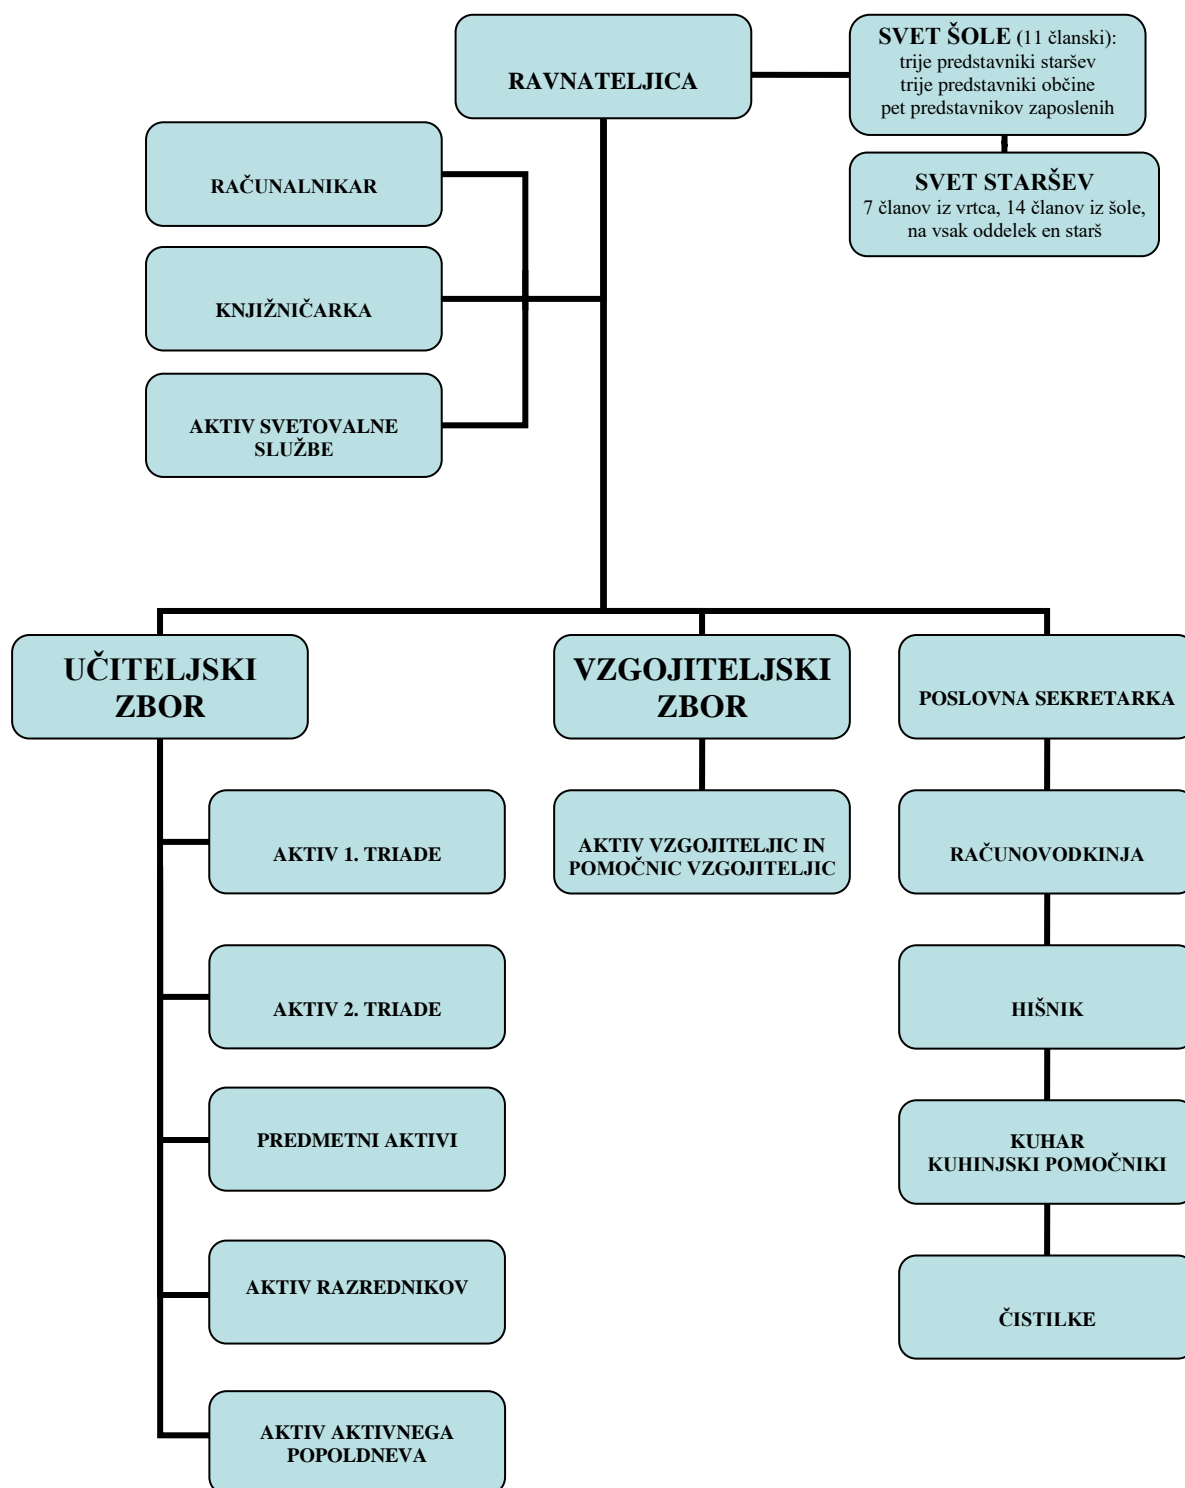 RAVNATELJICA
SVET ŠOLE (11 članski):
trije predstavniki staršev
trije predstavniki občine
pet predstavnikov zaposlenih
SVET STARŠEV
7 članov iz vrtca, 14 članov iz šole,
na vsak oddelek en starš
RAČUNALNIKAR
KNJIŽNIČARKA
AKTIV SVETOVALNE
SLUŽBE
UČITELJSKI
ZBOR
AKTIV 1. TRIADE
AKTIV 2. TRIADE
PREDMETNI AKTIVI
AKTIV RAZREDNIKOV
AKTIV AKTIVNEGA
POPOLDNEVA
VZGOJITELJSKI
ZBOR
AKTIV VZGOJITELJIC IN
POMOČNIC VZGOJITELJIC
POSLOVNA SEKRETARKA
RAČUNOVODKINJA
HIŠNIK
KUHAR
KUHINJSKI POMOČNIKI
ČISTILKE